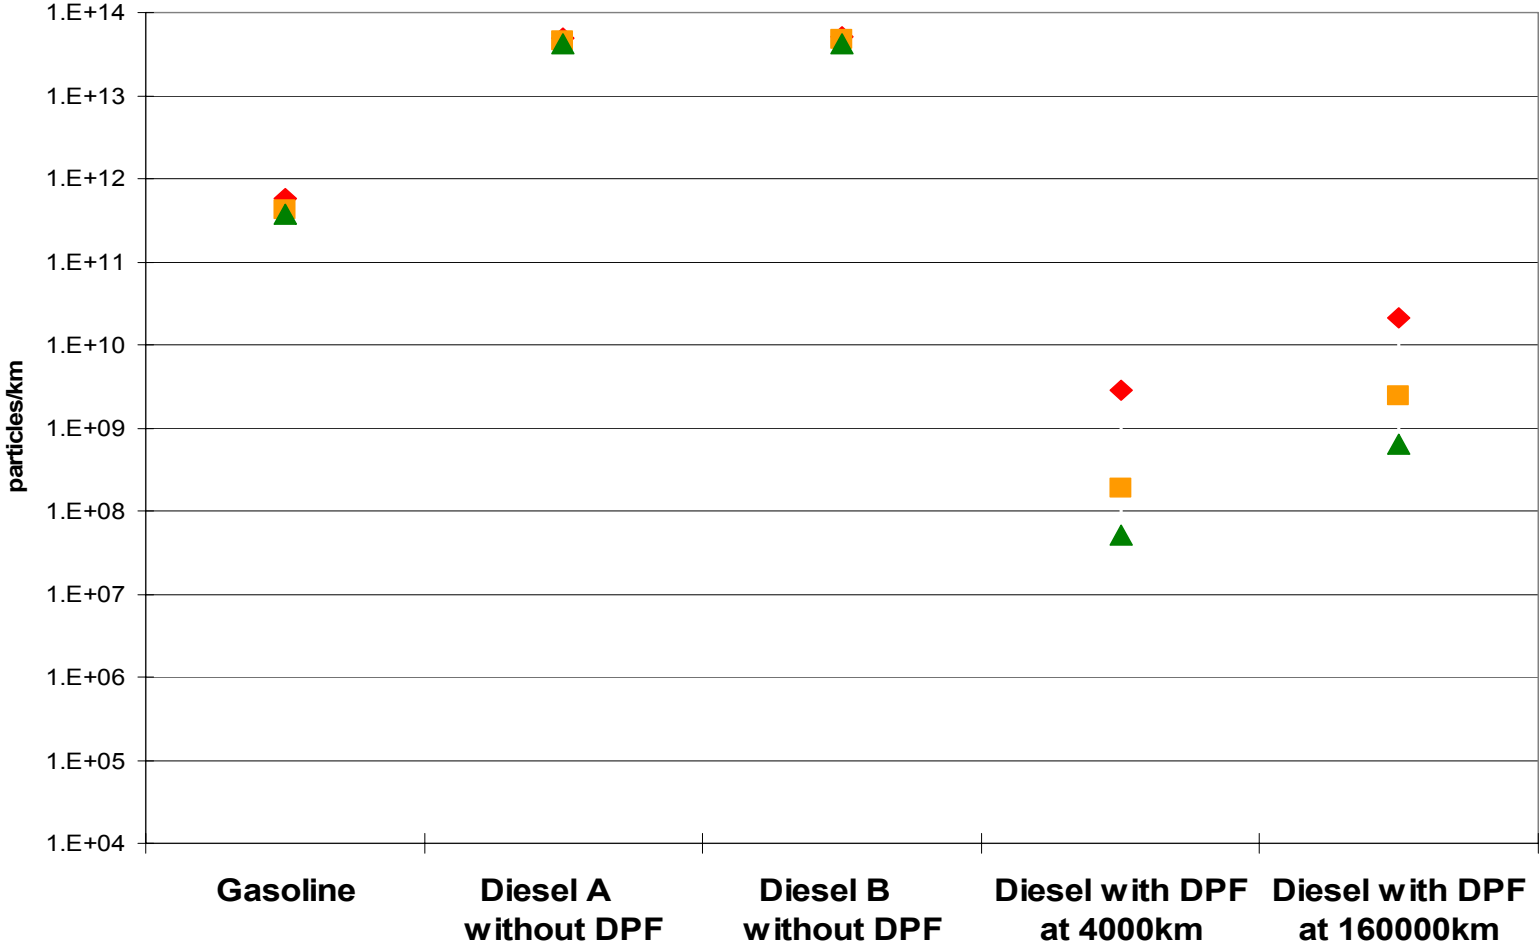 1.E+14
1.E+13
1.E+12
1.E+11
1.E+10
1.E+09
1.E+08
1.E+07
1.E+06
1.E+05
1.E+04
particles/km
Gasoline
Diesel A
without DPF
Diesel B
without DPF
Diesel with DPF
at 4000km
Diesel with DPF
at 160000km